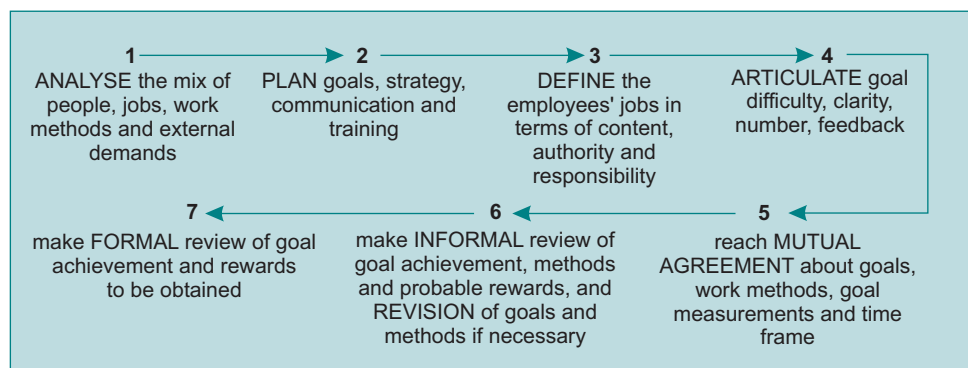 1
ANALYSE the mix of
people, jobs, work
methods and external
demands
2
PLAN goals, strategy,
communication and
training
3
DEFINE the
employees' jobs in
terms of content,
authority and
responsibility
4
ARTICULATE goal
difficulty, clarity,
number, feedback
5
reach MUTUAL
AGREEMENT about goals,
work methods, goal
measurements and time
frame
6
make INFORMAL review of
goal achievement, methods
and probable rewards, and
REVISION of goals and
methods if necessary
7
make FORMAL review of goal
achievement and rewards
to be obtained